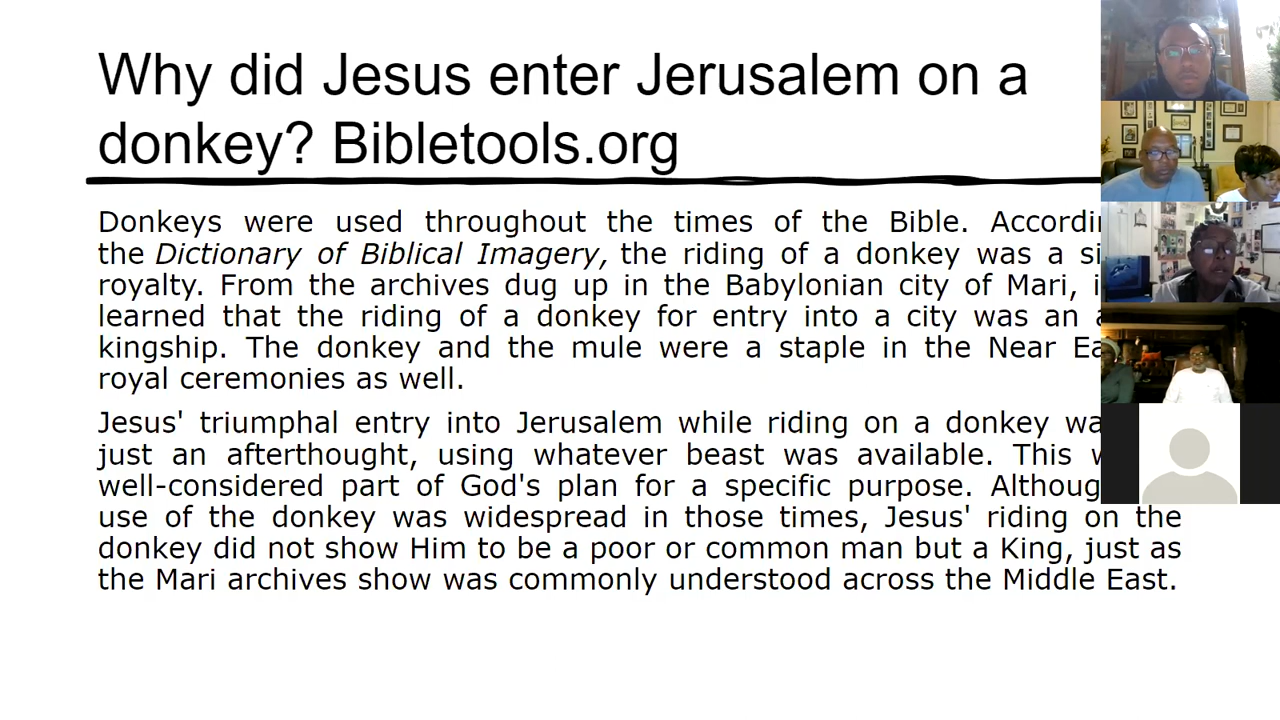 Why did Jesus enter Jerusalem on a
donkey? Bibletools.org
Donkeys were used throughout the times of the Bible.
the Dictionary of Biblical Imagery, the riding of a donkey was a
royalty. From the archives dug up in the Babylonian city of Mari,
learned that the riding of a donkey for entry into a city was an
kingship. The donkey and the mule were a staple in the Near
royal ceremonies as well.
Jesus' triumphal entry into Jerusalem while riding on a donkey
just an afterthought, using whatever beast was available. This
well-considered part of God's plan for a specific purpose.
use of the donkey was widespread in those times, Jesus' riding on the
donkey did not show Him to be a poor or common man but a King, just as
the Mari archives show was commonly understood across the Middle East.